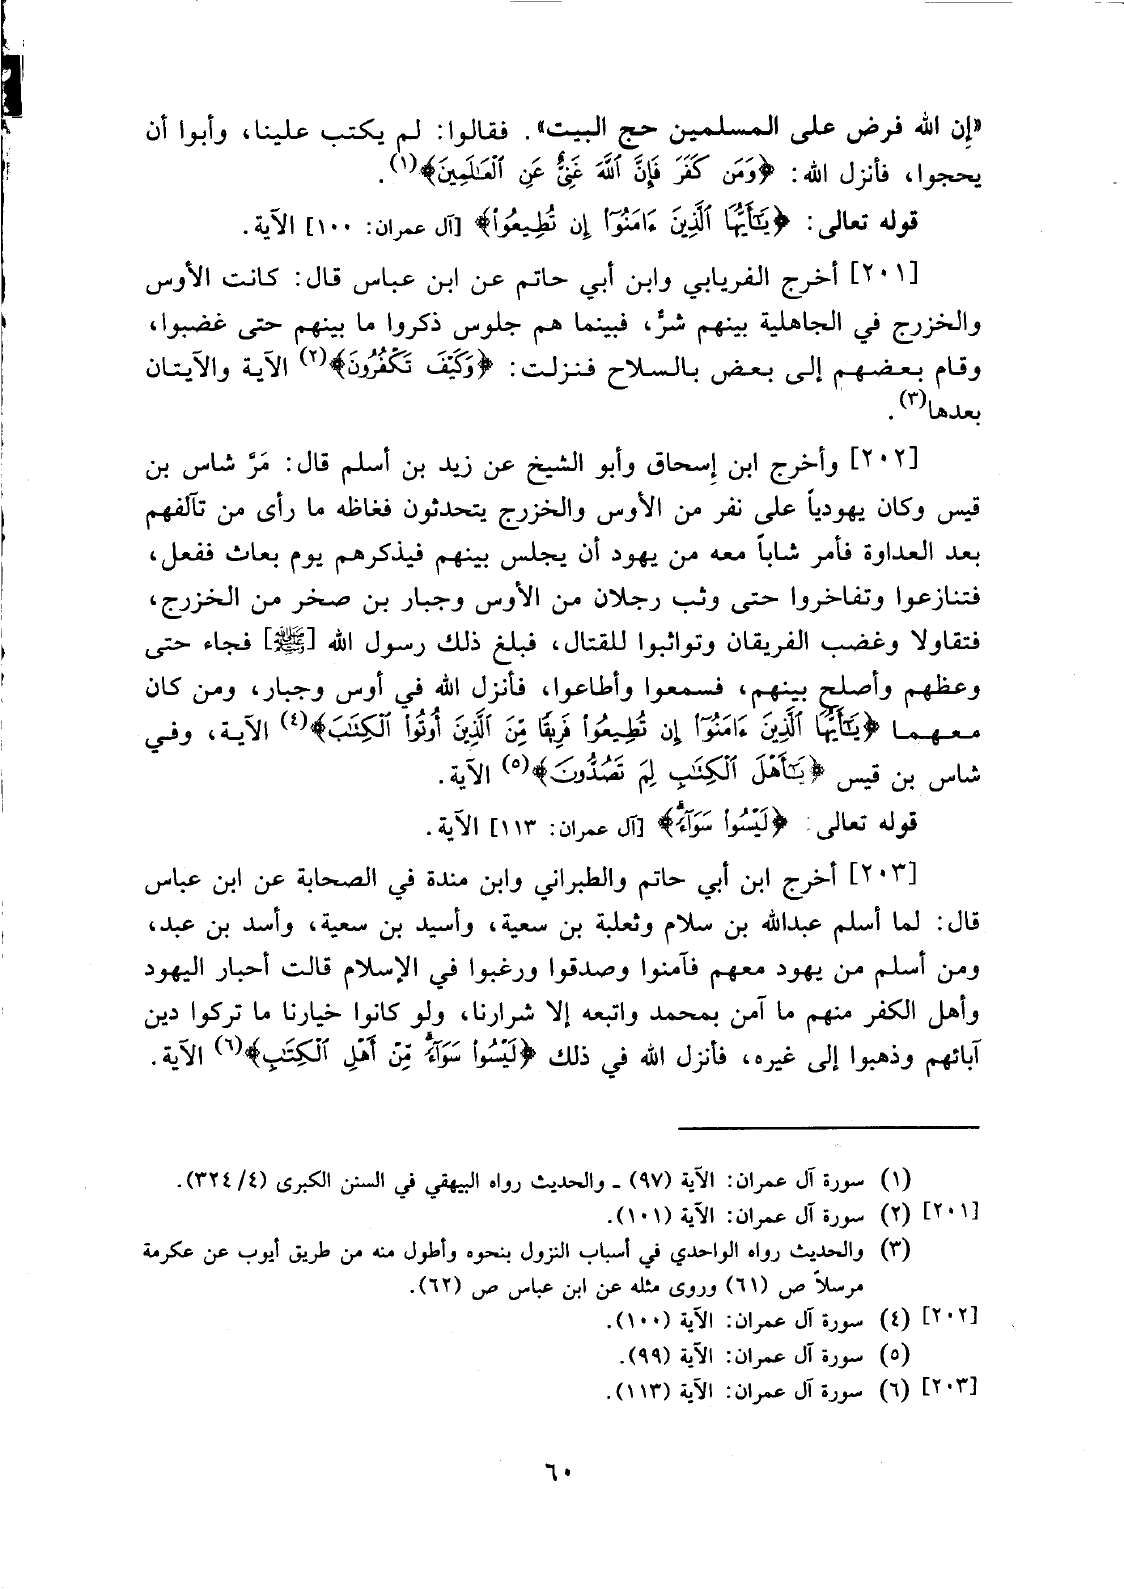 «إن الله فرض على المسلمين حج البيت». فقالوا: لم يكتب علينا، وأبوا أن
يحجوا، فأنزل الله: ﴿وَمَن كَفَرَ فَإِنَّ ٱللَّهَ غَنِيٌّ عَنِ ٱلْعَٰلَمِينَ﴾(١).
قوله تعالى: ﴿يَٰٓأَيُّهَا ٱلَّذِينَ ءَامَنُوٓا۟ إِن تُطِيعُوا۟﴾ [آل عمران: ١٠٠] الآية.
[٢٠١] أخرج الفريابي وابن أبي حاتم عن ابن عباس قال: كانت الأوس
والخزرج في الجاهلية بينهم شرٌّ، فبينما هم جلوس ذكروا ما بينهم حتى غضبوا،
وقام بعضهم إلى بعض بالسلاح فنزلت: ﴿وَكَيْفَ تَكْفُرُونَ﴾(٢) الآية والآيتان
بعدها(٣).
[٢٠٢] وأخرج ابن إسحاق وأبو الشيخ عن زيد بن أسلم قال: مَرَّ شاس بن
قيس وكان يهودياً على نفر من الأوس والخزرج يتحدثون فغاظه ما رأى من تآلفهم
بعد العداوة فأمر شاباً معه من يهود أن يجلس بينهم فيذكرهم يوم بعاث ففعل،
فتنازعوا وتفاخروا حتى وثب رجلان من الأوس وجبار بن صخر من الخزرج،
فتقاولا وغضب الفريقان وتواثبوا للقتال، فبلغ ذلك رسول الله [ﷺ] فجاء حتى
وعظهم وأصلح بينهم، فسمعوا وأطاعوا، فأنزل الله في أوس وجبار، ومن كان
معهما ﴿يَٰٓأَيُّهَا ٱلَّذِينَ ءَامَنُوٓا۟ إِن تُطِيعُوا۟ فَرِيقًا مِّنَ ٱلَّذِينَ أُوتُوا۟ ٱلْكِتَٰبَ﴾(٤) الآية، وفي
شاس بن قيس ﴿يَٰٓأَهْلَ ٱلْكِتَٰبِ لِمَ تَصُدُّونَ﴾(٥) الآية.
قوله تعالى: ﴿لَيْسُوا۟ سَوَآءً﴾ [آل عمران: ١١٣] الآية.
[٢٠٣] أخرج ابن أبي حاتم والطبراني وابن مندة في الصحابة عن ابن عباس
قال: لما أسلم عبدالله بن سلام وثعلبة بن سعية، وأسيد بن سعية، وأسد بن عبد،
ومن أسلم من يهود معهم فآمنوا وصدقوا ورغبوا في الإسلام قالت أحبار اليهود
وأهل الكفر منهم ما آمن بمحمد واتبعه إلا شرارنا، ولو كانوا خيارنا ما تركوا دين
آبائهم وذهبوا إلى غيره، فأنزل الله في ذلك ﴿لَيْسُوا۟ سَوَآءً مِّنْ أَهْلِ ٱلْكِتَٰبِ﴾(٦) الآية.
(١) سورة آل عمران: الآية (٩٧) - والحديث رواه البيهقي في السنن الكبرى (٣٢٤/٤).
[٢٠١] (٢) سورة آل عمران: الآية (١٠١).
(٣) والحديث رواه الواحدي في أسباب النزول بنحوه وأطول منه من طريق أيوب عن عكرمة
مرسلاً ص (٦١) وروى مثله عن ابن عباس ص (٦٢).
[٢٠٢] (٤) سورة آل عمران: الآية (١٠٠).
(٥) سورة آل عمران: الآية (٩٩).
[٢٠٣] (٦) سورة آل عمران: الآية (١١٣).
٦٠